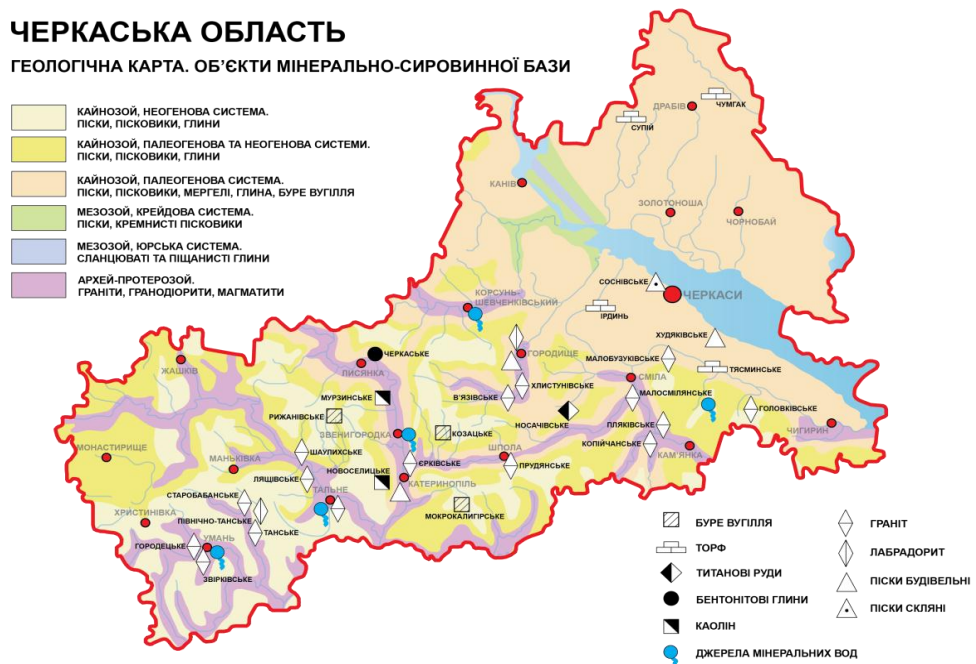 ЧЕРКАСЬКА ОБЛАСТЬ
ГЕОЛОГІЧНА КАРТА. ОБ’ЄКТИ МІНЕРАЛЬНО-СИРОВИННОЇ БАЗИ
КАЙНОЗОЙ, НЕОГЕНОВА СИСТЕМА.
ПІСКИ, ПІСКОВИКИ, ГЛИНИ
КАЙНОЗОЙ, ПАЛЕОГЕНОВА ТА НЕОГЕНОВА СИСТЕМИ.
ПІСКИ, ПІСКОВИКИ, ГЛИНИ
КАЙНОЗОЙ, ПАЛЕОГЕНОВА СИСТЕМА.
ПІСКИ, ПІСКОВИКИ, МЕРГЕЛІ, ГЛИНА, БУРЕ ВУГІЛЛЯ
МЕЗОЗОЙ, КРЕЙДОВА СИСТЕМА.
ПІСКИ, КРЕМНИСТІ ПІСКОВИКИ
МЕЗОЗОЙ, ЮРСЬКА СИСТЕМА.
СЛАНЦЮВАТІ ТА ПІЩАНИСТІ ГЛИНИ
АРХЕЙ-ПРОТЕРОЗОЙ.
ГРАНІТИ, ГРАНОДІОРИТИ, МАГМАТИТИ
ДРАБІВ
ЧУМГАК
СУПІЙ
КАНІВ
ЗОЛОТОНОША
ЧОРНОБАЙ
СОСНІВСЬКЕ
ЧЕРКАСИ
КОРСУНЬ-
ШЕВЧЕНКІВСЬКИЙ
ІРДИНЬ
ХУДЯКІВСЬКЕ
ЧЕРКАСЬКЕ
ГОРОДИЩЕ
МАЛОБУЗУКІВСЬКЕ
ЖАШКІВ
ЛИСЯНКА
ТЯСМИНСЬКЕ
СМІЛА
ХЛИСТУНІВСЬКЕ
МУРЗИНСЬКЕ
В’ЯЗІВСЬКЕ
МАЛОСМІЛЯНСЬКЕ
ГОЛОВКІВСЬКЕ
РИЖАНІВСЬКЕ
НОСАЧІВСЬКЕ
ПЛЯКІВСЬКЕ
ЧИГИРИН
ЗВЕНИГОРОДКА
КОЗАЦЬКЕ
КОПІЙЧАНСЬКЕ
МОНАСТИРИЩЕ
ШАУЛИХСЬКЕ
ШПОЛА
КАМ’ЯНКА
МАНЬКІВКА
НОВОСЕЛИЦЬКЕ
ЄРКІВСЬКЕ
ПРУДЯНСЬКЕ
ЛЯЩІВСЬКЕ
КАТЕРИНОПІЛЬ
СТАРОБАБАНСЬКЕ
ТАЛЬНЕ
МОКРОКАЛИГІРСЬКЕ
ХРИСТИНІВКА
ПІВНІЧНО-ТАНСЬКЕ
ТАНСЬКЕ
УМАНЬ
ГОРОДЕЦЬКЕ
ЗВІРКІВСЬКЕ
БУРЕ ВУГІЛЛЯ
ТОРФ
ТИТАНОВІ РУДИ
БЕНТОНІТОВІ ГЛИНИ
КАОЛІН
ДЖЕРЕЛА МІНЕРАЛЬНИХ ВОД
ГРАНІТ
ЛАБРАДОРИТ
ПІСКИ БУДІВЕЛЬНІ
ПІСКИ СКЛЯНІ